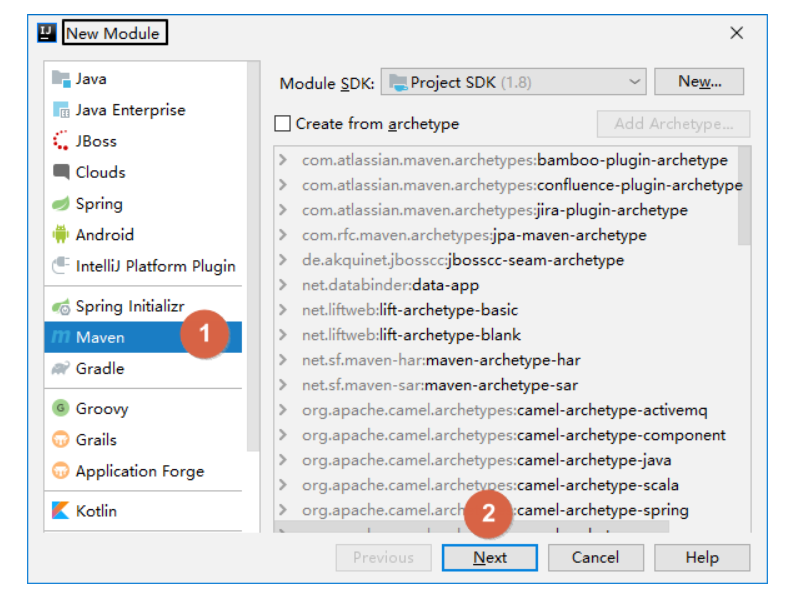 New Module
Java
Java Enterprise
JBoss
Clouds
Spring
Android
IntelliJ Platform Plugin
Spring Initializr
Maven
1
Gradle
Groovy
Grails
Application Forge
Kotlin
Module SDK: Project SDK (1.8) New...
Create from archetype Add Archetype...
com.atlassian.maven.archetypes:bamboo-plugin-archetype
com.atlassian.maven.archetypes:confluence-plugin-archetype
com.atlassian.maven.archetypes:jira-plugin-archetype
com.rfc.maven.archetypes:jpa-maven-archetype
de.akquinet.jbosscc:jbosscc-seam-archetype
net.databinder:data-app
net.liftweb:lift-archetype-basic
net.liftweb:lift-archetype-blank
net.sf.maven-har:maven-archetype-har
net.sf.maven-sar:maven-archetype-sar
org.apache.camel.archetypes:camel-archetype-activemq
org.apache.camel.archetypes:camel-archetype-component
org.apache.camel.archetypes:camel-archetype-java
org.apache.camel.archetypes:camel-archetype-scala
org.apache.camel.arch camel-archetype-spring
2
Previous Next Cancel Help